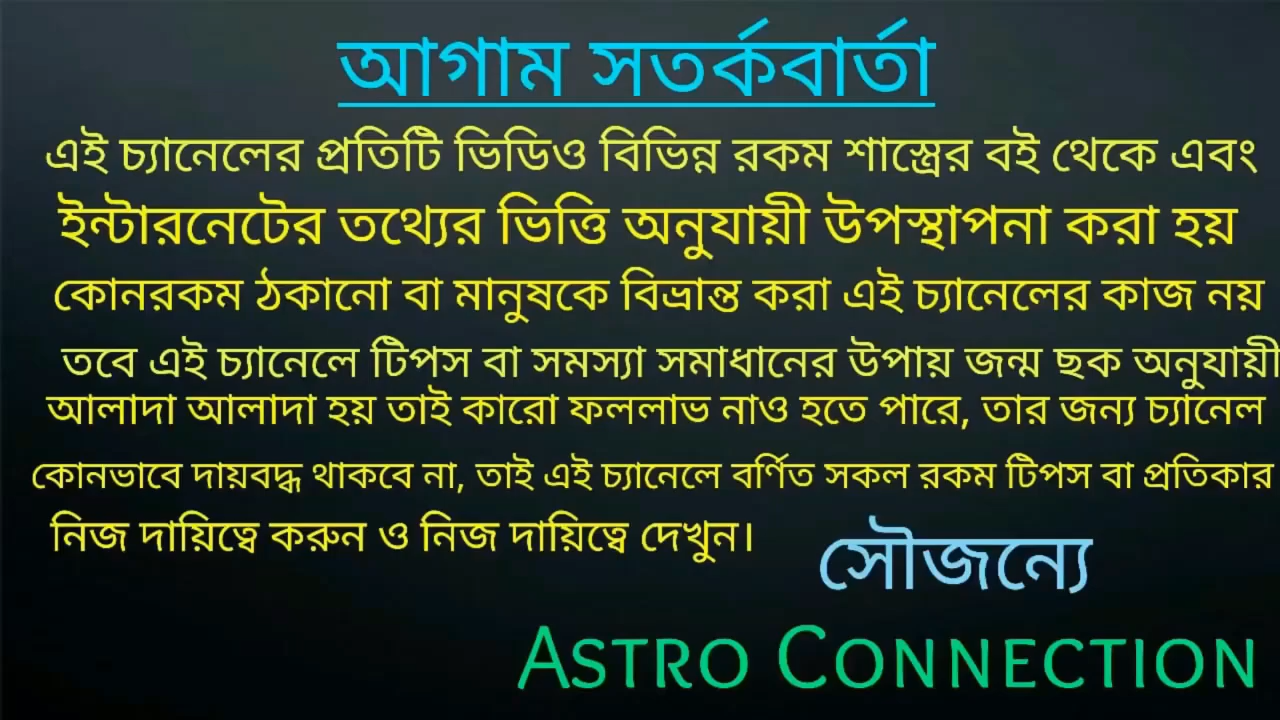 আগাম সতর্কবার্তা
এই চ্যানেলের প্রতিটি ভিডিও বিভিন্ন রকম শাস্ত্রের বই থেকে এবং
ইন্টারনেটের তথ্যের ভিত্তি অনুযায়ী উপস্থাপনা করা হয়
কোনরকম ঠকানো বা মানুষকে বিভ্রান্ত করা এই চ্যানেলের কাজ নয়
তবে এই চ্যানেলে টিপস বা সমস্যা সমাধানের উপায় জন্ম ছক অনুযায়ী
আলাদা আলাদা হয় তাই কারো ফললাভ নাও হতে পারে, তার জন্য চ্যানেল
কোনভাবে দায়বদ্ধ থাকবে না, তাই এই চ্যানেলে বর্ণিত সকল রকম টিপস বা প্রতিকার
নিজ দায়িত্বে করুন ও নিজ দায়িত্বে দেখুন।
সৌজন্যে
ASTRO CONNECTION